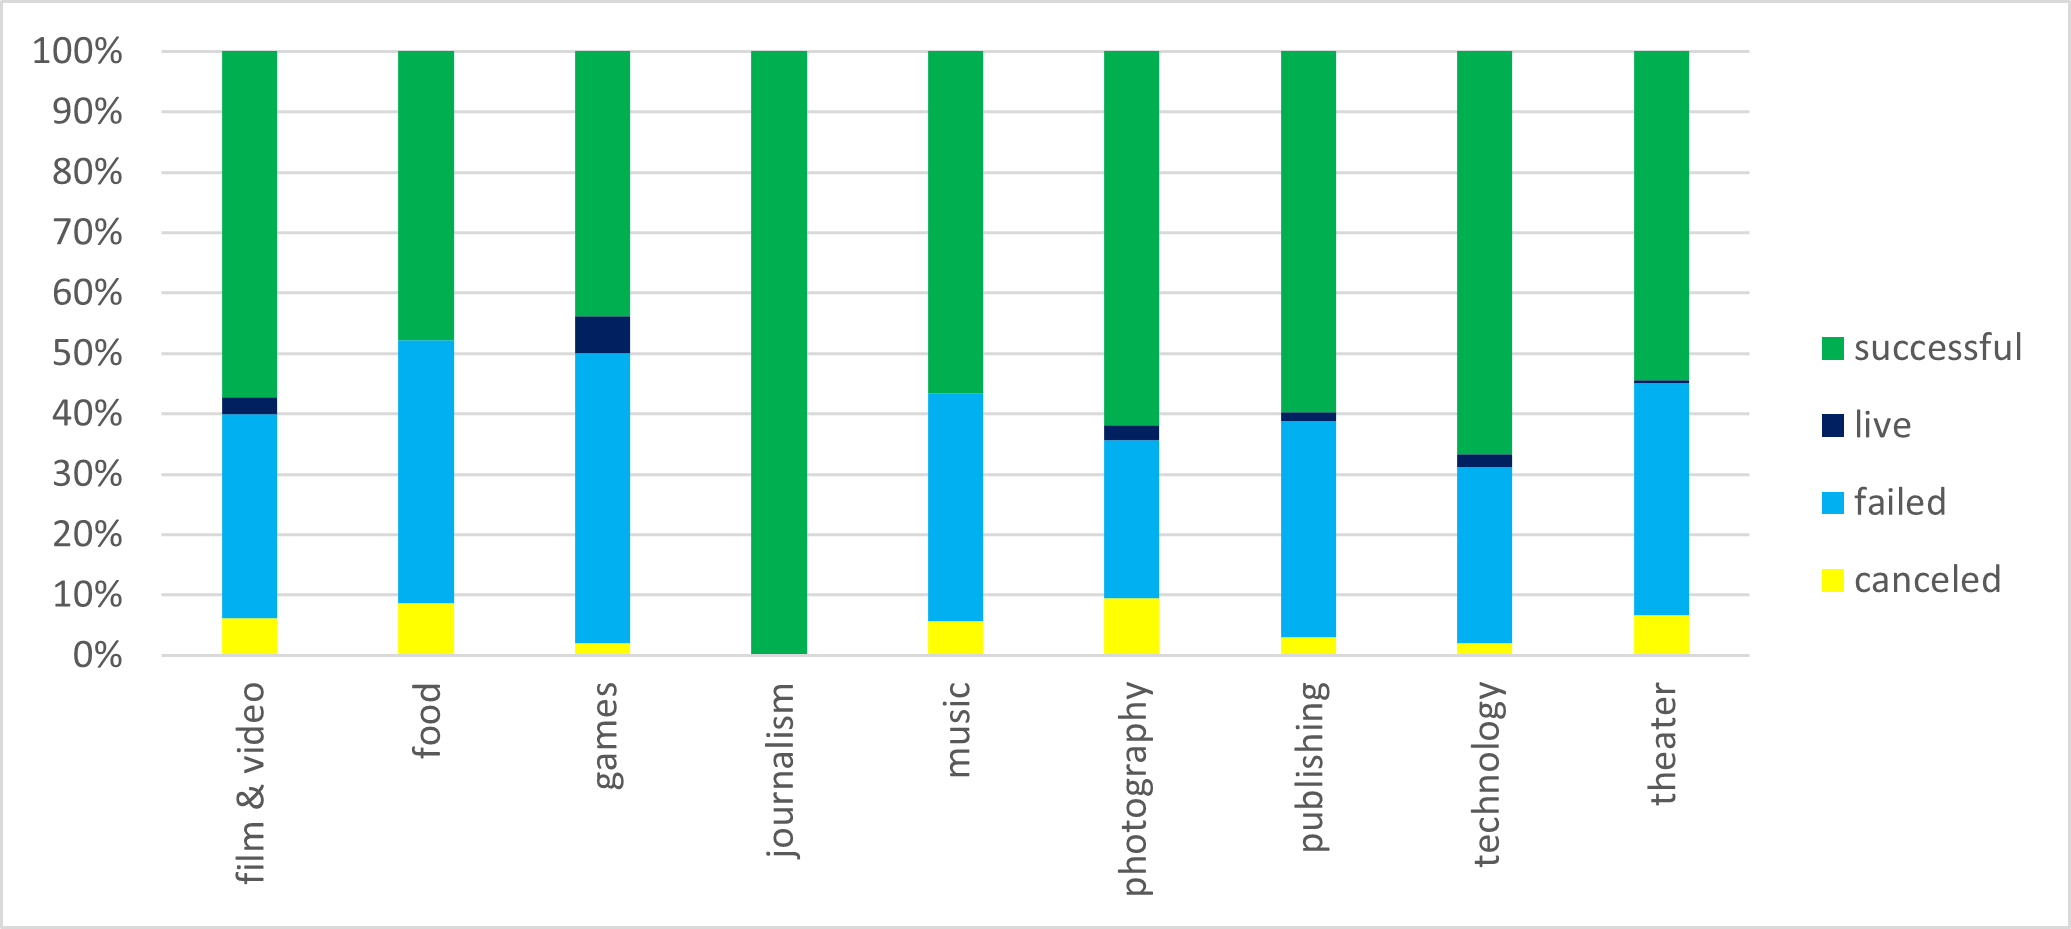 100%
90%
80%
70%
60%
50%
40%
30%
20%
10%
0%
film & video
food
games
journalism
music
photography
publishing
technology
theater
successful
live
failed
canceled